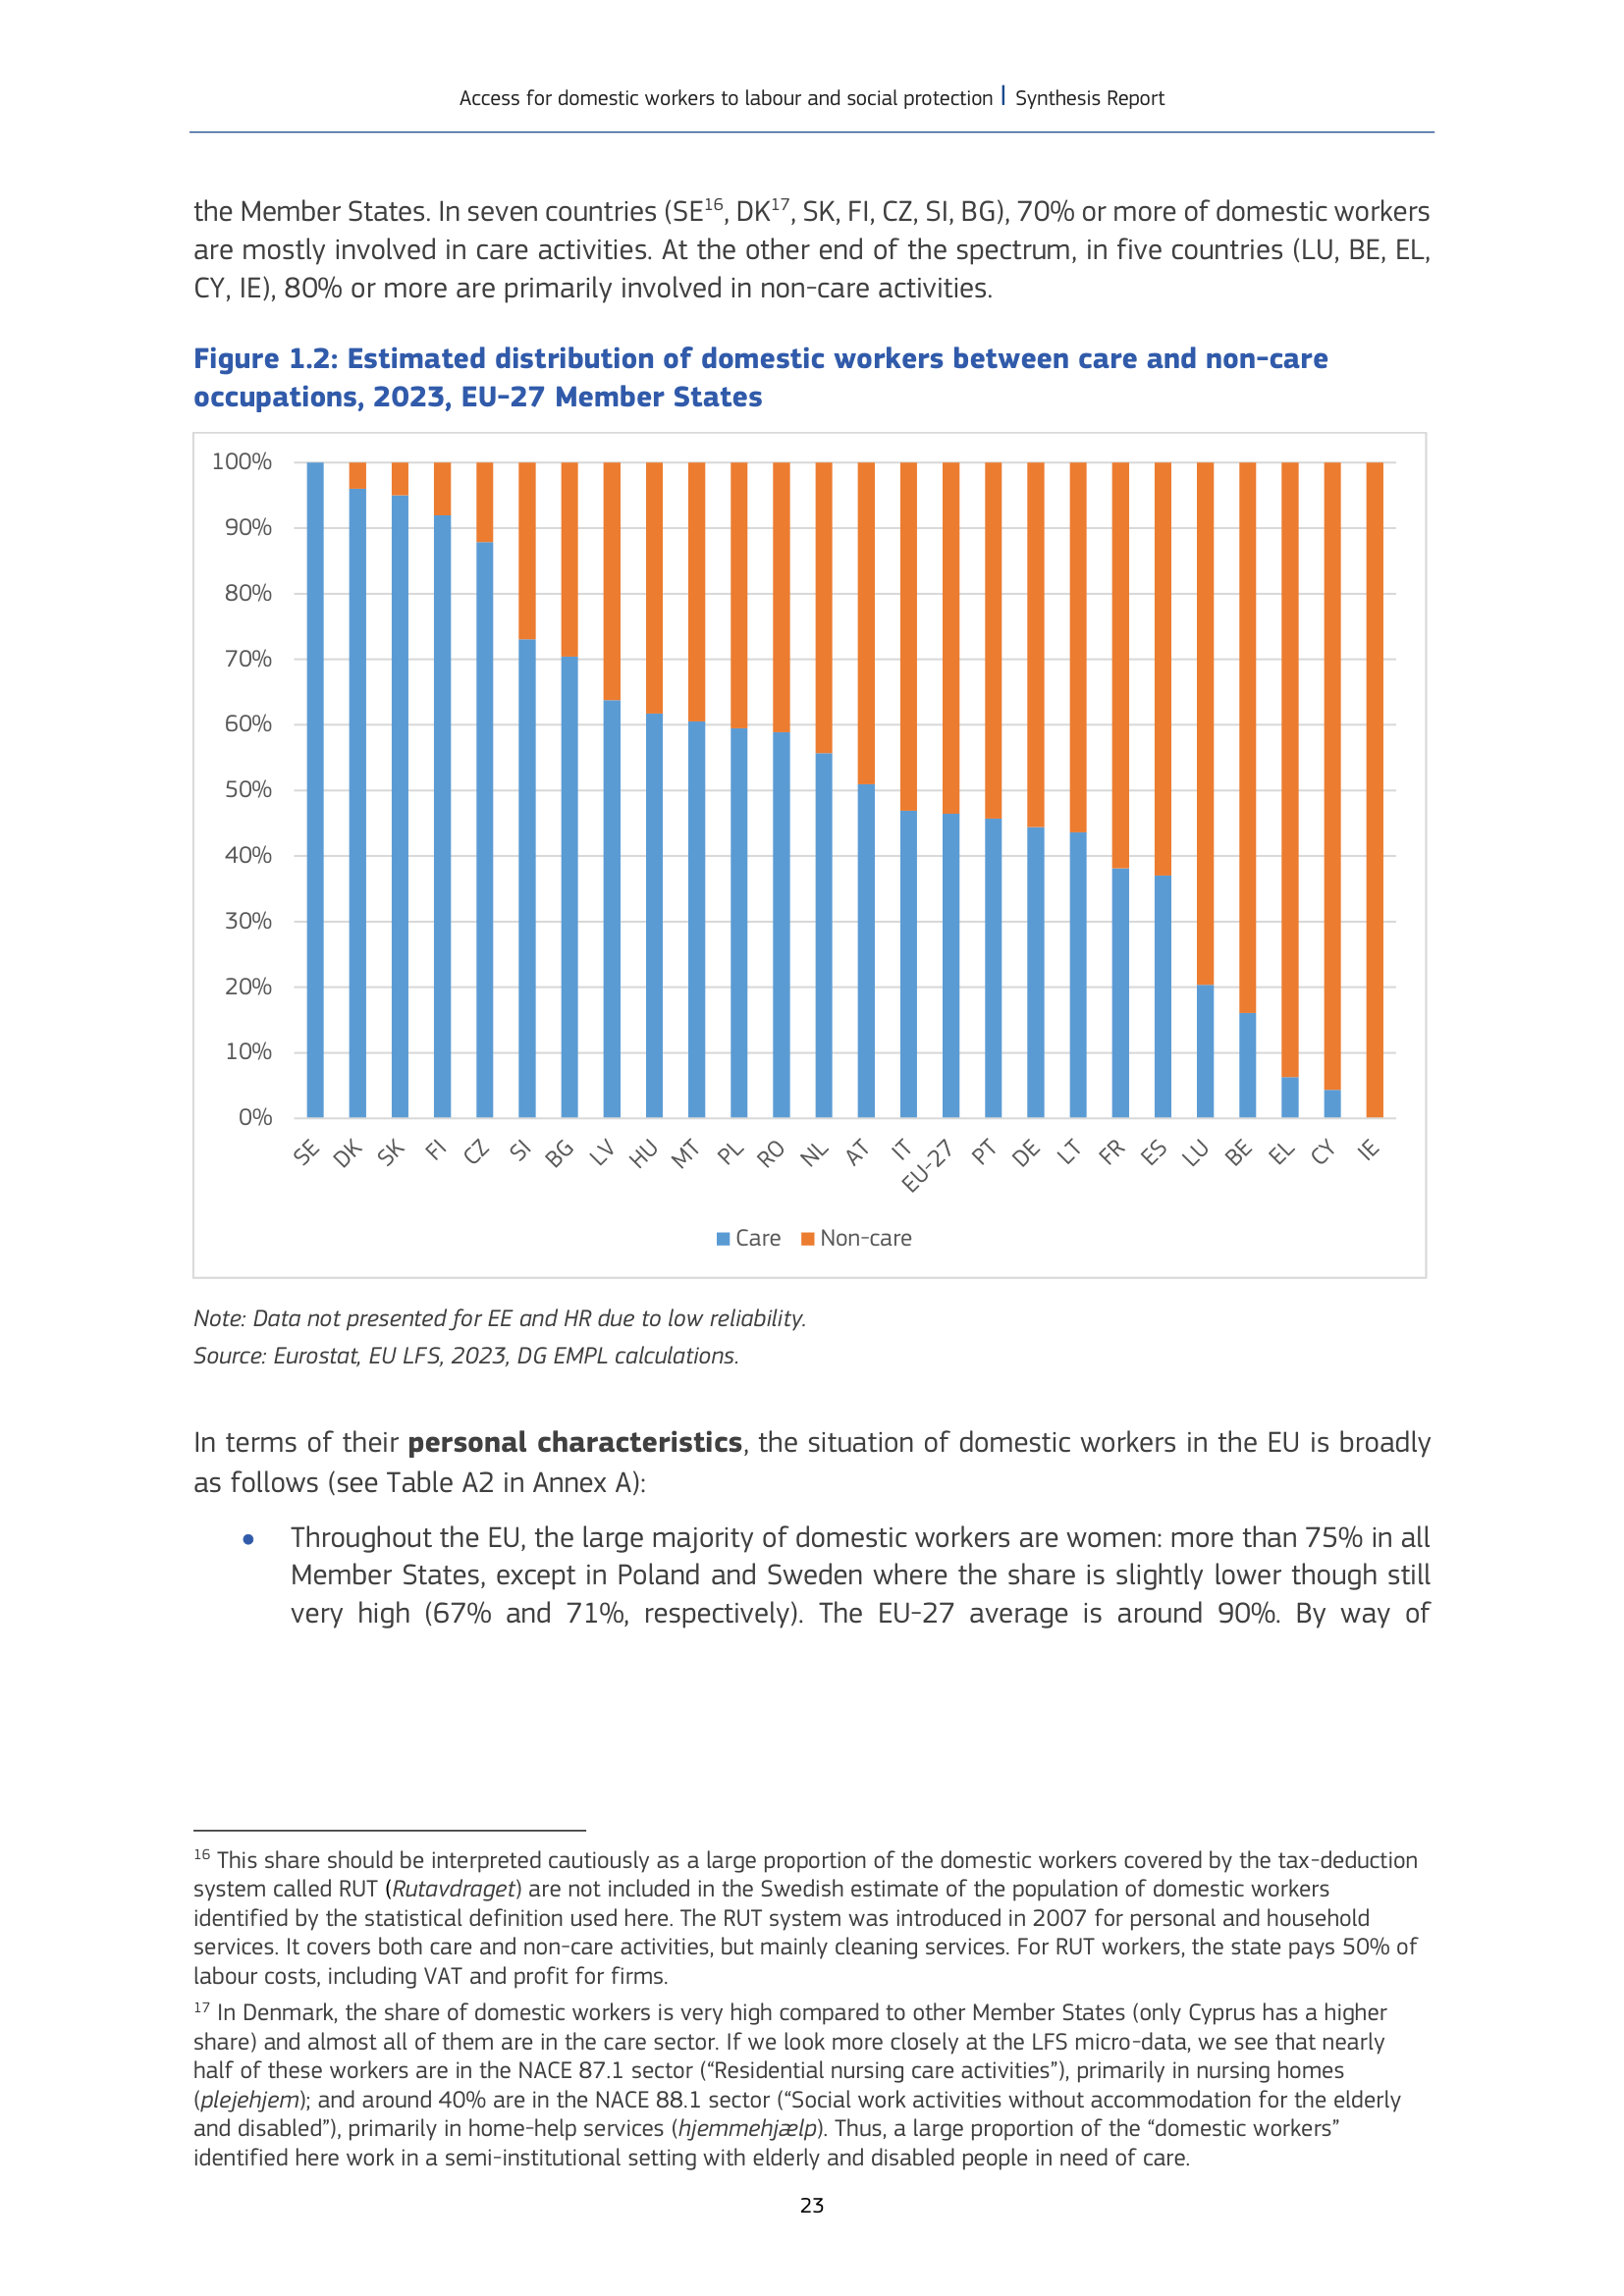 Access for domestic workers to labour and social protection | Synthesis Report
the Member States. In seven countries (SE16, DK17, SK, FI, CZ, SI, BG), 70% or more of domestic workers
are mostly involved in care activities. At the other end of the spectrum, in five countries (LU, BE, EL,
CY, IE), 80% or more are primarily involved in non-care activities.
Figure 1.2: Estimated distribution of domestic workers between care and non-care
occupations, 2023, EU-27 Member States
100%
90%
80%
70%
60%
50%
40%
30%
20%
10%
0%
SE DK SK FI CZ SI BG LV HU MT PL RO NL AT IT EU-27 PT DE LT FR ES LU BE EL CY IE
Care Non-care
Note: Data not presented for EE and HR due to low reliability.
Source: Eurostat, EU LFS, 2023, DG EMPL calculations.
In terms of their personal characteristics, the situation of domestic workers in the EU is broadly
as follows (see Table A2 in Annex A):
• Throughout the EU, the large majority of domestic workers are women: more than 75% in all
Member States, except in Poland and Sweden where the share is slightly lower though still
very high (67% and 71%, respectively). The EU-27 average is around 90%. By way of
16 This share should be interpreted cautiously as a large proportion of the domestic workers covered by the tax-deduction
system called RUT (Rutavdraget) are not included in the Swedish estimate of the population of domestic workers
identified by the statistical definition used here. The RUT system was introduced in 2007 for personal and household
services. It covers both care and non-care activities, but mainly cleaning services. For RUT workers, the state pays 50% of
labour costs, including VAT and profit for firms.
17 In Denmark, the share of domestic workers is very high compared to other Member States (only Cyprus has a higher
share) and almost all of them are in the care sector. If we look more closely at the LFS micro-data, we see that nearly
half of these workers are in the NACE 87.1 sector (“Residential nursing care activities”), primarily in nursing homes
(plejehjem); and around 40% are in the NACE 88.1 sector (“Social work activities without accommodation for the elderly
and disabled”), primarily in home-help services (hjemmehjælp). Thus, a large proportion of the “domestic workers”
identified here work in a semi-institutional setting with elderly and disabled people in need of care.
23